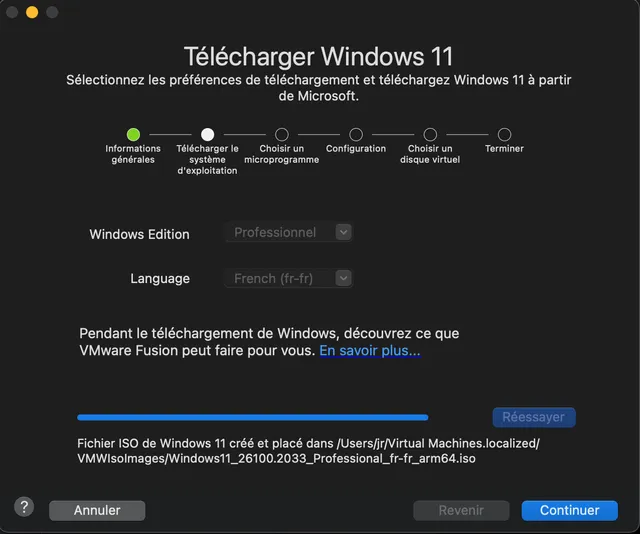 Télécharger Windows 11
Sélectionnez les préférences de téléchargement et téléchargez Windows 11 à partir
de Microsoft.
Informations
générales
Télécharger le
système
d'exploitation
Choisir un
microprogramme
Configuration
Choisir un
disque virtuel
Terminer
Windows Edition
Professionnel
Language
French (fr-fr)
Pendant le téléchargement de Windows, découvrez ce que
VMware Fusion peut faire pour vous. En savoir plus...
Réessayer
Fichier ISO de Windows 11 créé et placé dans /Users/jr/Virtual Machines.localized/
VMWIsoImages/Windows11_26100.2033_Professional_fr-fr_arm64.iso
?
Annuler
Revenir
Continuer